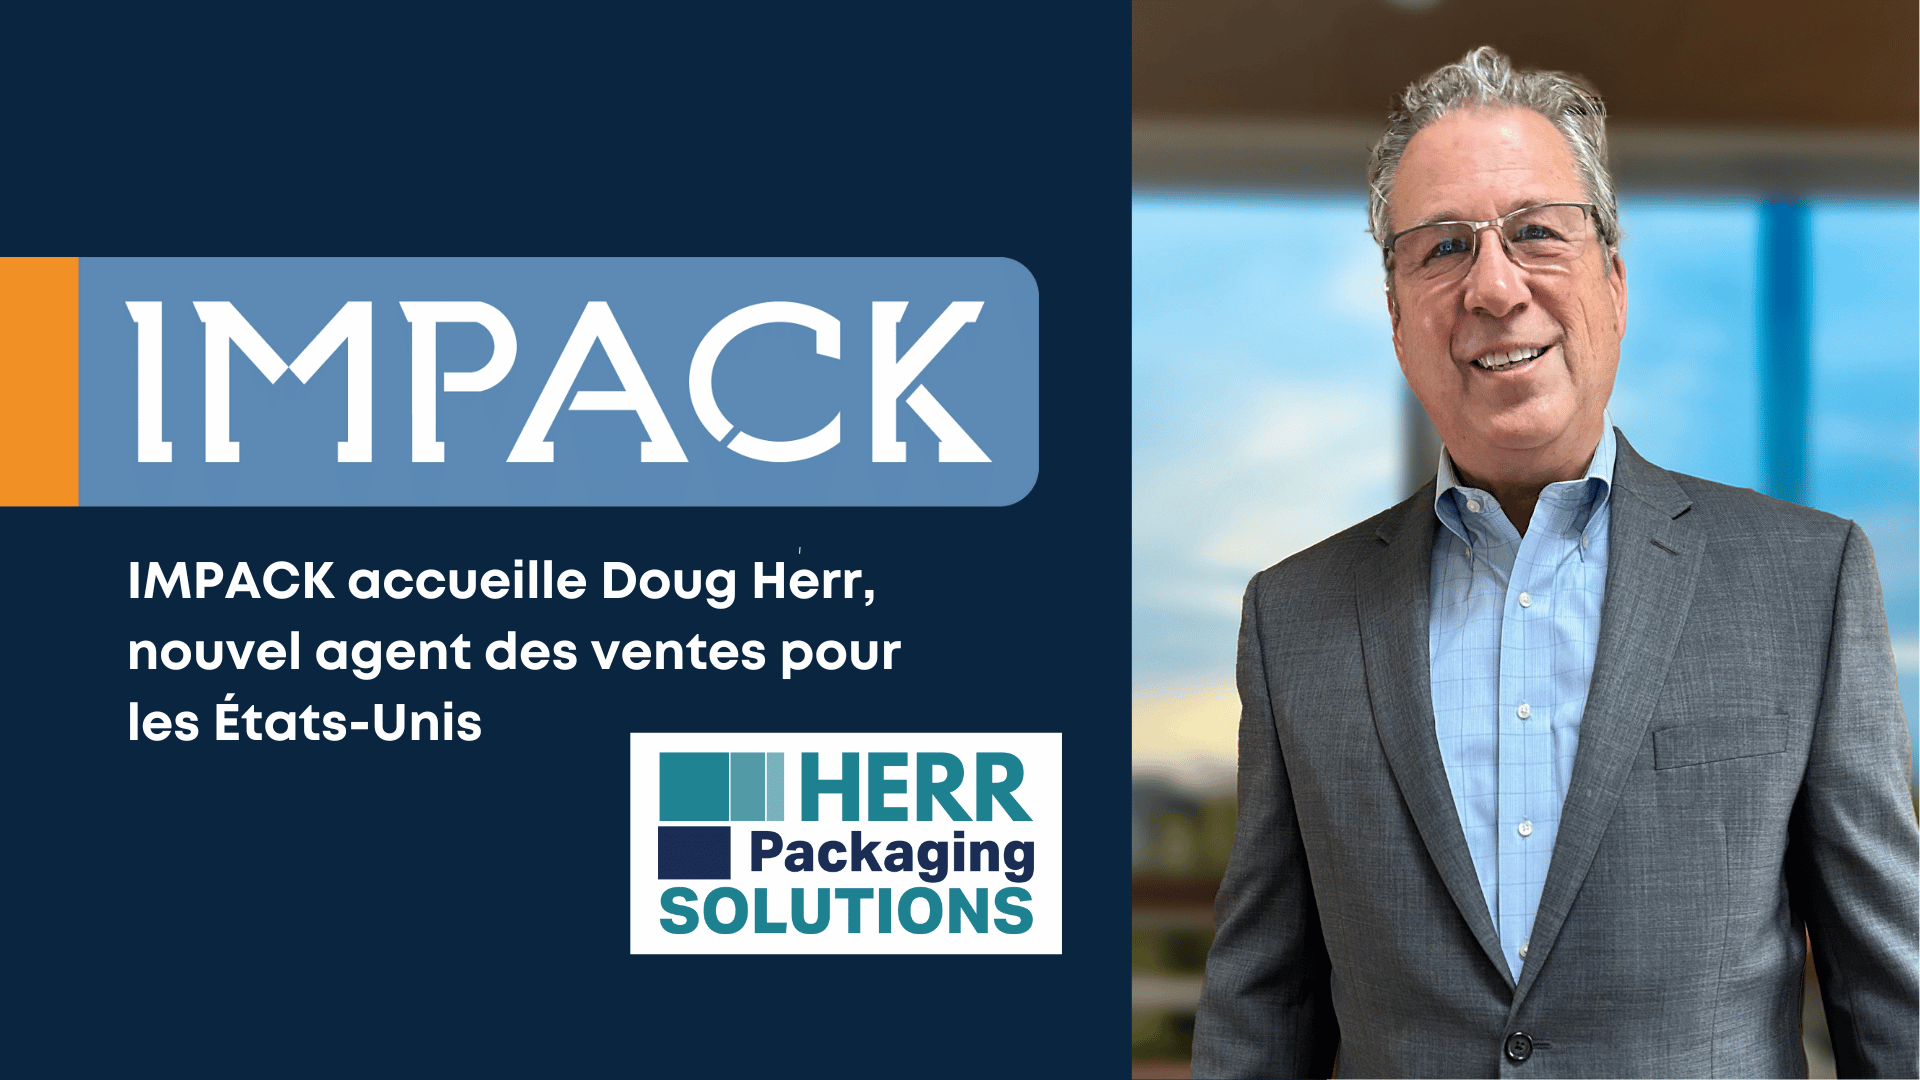 IMPACK
IMPACK accueille Doug Herr,
nouvel agent des ventes pour
les États-Unis
HERR
Packaging
SOLUTIONS